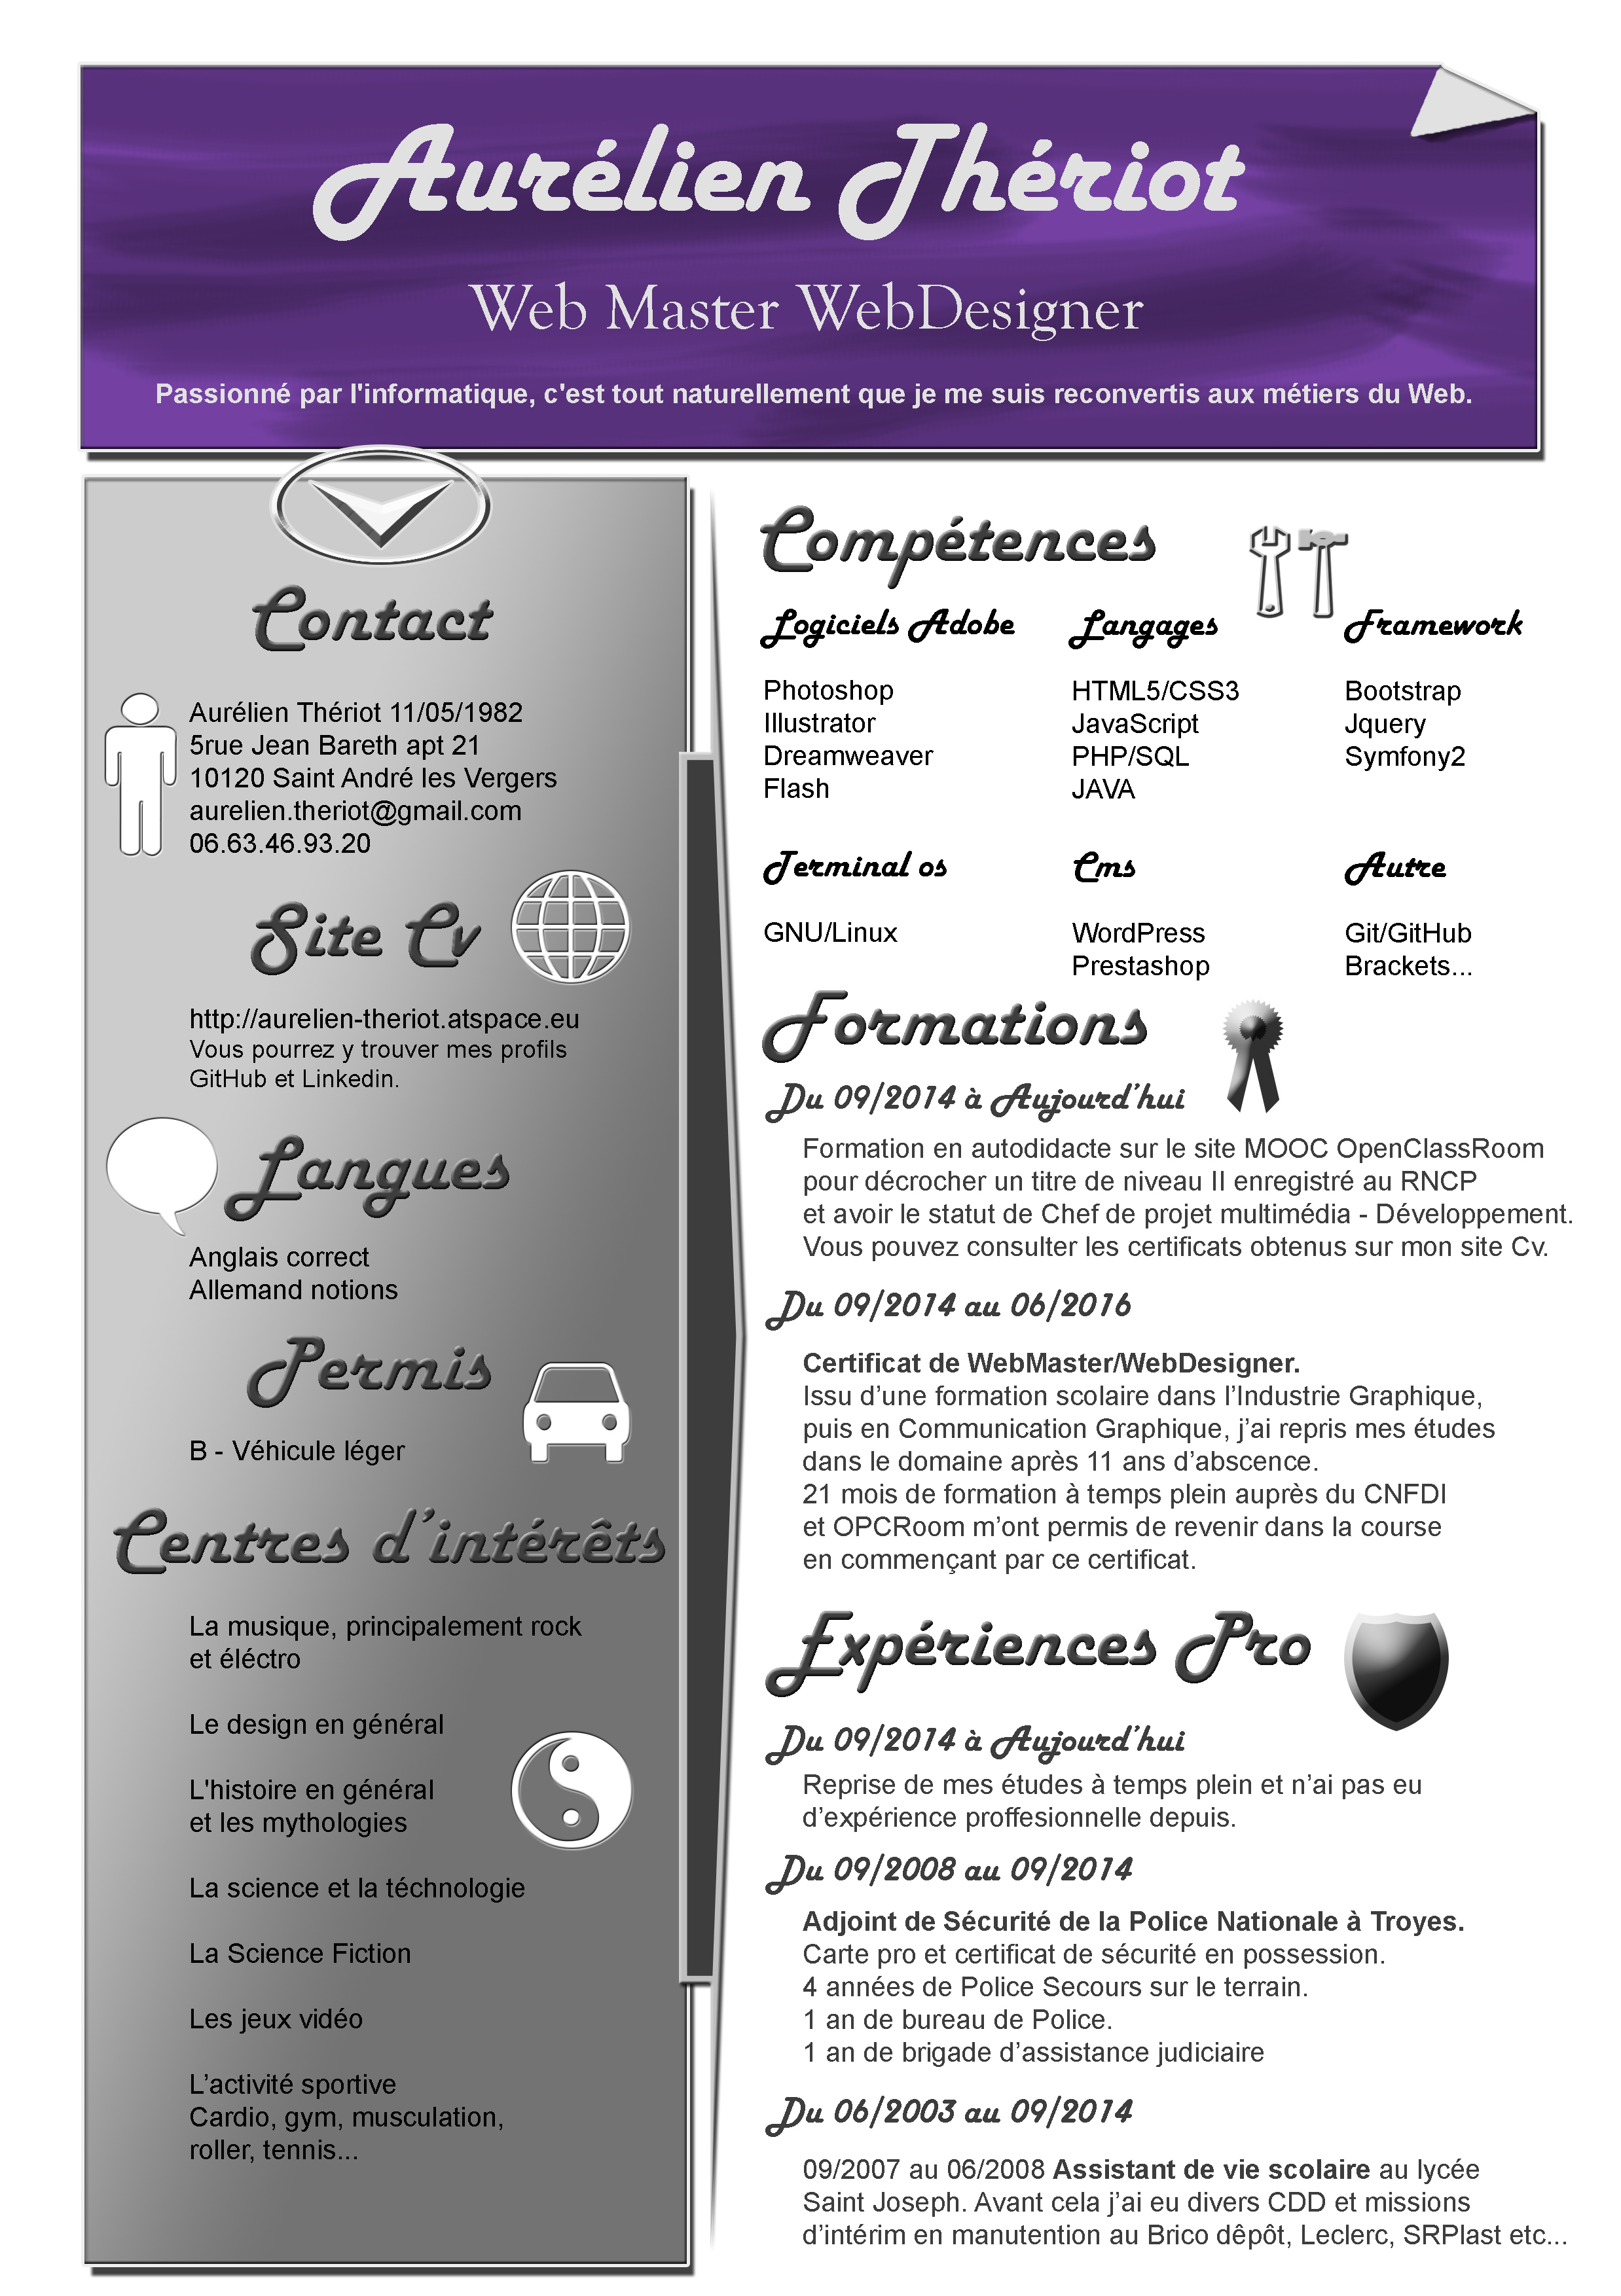 Aurélien Thériot
Web Master WebDesigner
Passionné par l'informatique, c'est tout naturellement que je me suis reconvertis aux métiers du Web.
Contact
Aurélien Thériot 11/05/1982
5rue Jean Bareth apt 21
10120 Saint André les Vergers
aurelien.theriot@gmail.com
06.63.46.93.20
Site Cv
http://aurelien-theriot.atspace.eu
Vous pourrez y trouver mes profils
GitHub et Linkedin.
Langues
Anglais correct
Allemand notions
Permis
B - Véhicule léger
Centres d'intérêts
La musique, principalement rock
et éléctro
Le design en général
L'histoire en général
et les mythologies
La science et la téchnologie
La Science Fiction
Les jeux vidéo
L’activité sportive
Cardio, gym, musculation,
roller, tennis...
Compétences
Logiciels Adobe
Photoshop
Illustrator
Dreamweaver
Flash
Langages
HTML5/CSS3
JavaScript
PHP/SQL
JAVA
Framework
Bootstrap
Jquery
Symfony2
Terminal os
GNU/Linux
Cms
WordPress
Prestashop
Autre
Git/GitHub
Brackets...
Formations
Du 09/2014 à Aujourd’hui
Formation en autodidacte sur le site MOOC OpenClassRoom
pour décrocher un titre de niveau II enregistré au RNCP
et avoir le statut de Chef de projet multimédia - Développement.
Vous pouvez consulter les certificats obtenus sur mon site Cv.
Du 09/2014 au 06/2016
Certificat de WebMaster/WebDesigner.
Issu d’une formation scolaire dans l’Industrie Graphique,
puis en Communication Graphique, j’ai repris mes études
dans le domaine après 11 ans d’abscence.
21 mois de formation à temps plein auprès du CNFDI
et OPCRoom m’ont permis de revenir dans la course
en commençant par ce certificat.
Expériences Pro
Du 09/2014 à Aujourd’hui
Reprise de mes études à temps plein et n’ai pas eu
d’expérience proffesionnelle depuis.
Du 09/2008 au 09/2014
Adjoint de Sécurité de la Police Nationale à Troyes.
Carte pro et certificat de sécurité en possession.
4 années de Police Secours sur le terrain.
1 an de bureau de Police.
1 an de brigade d’assistance judiciaire
Du 06/2003 au 09/2014
09/2007 au 06/2008 Assistant de vie scolaire au lycée
Saint Joseph. Avant cela j’ai eu divers CDD et missions
d’intérim en manutention au Brico dêpôt, Leclerc, SRPlast etc...